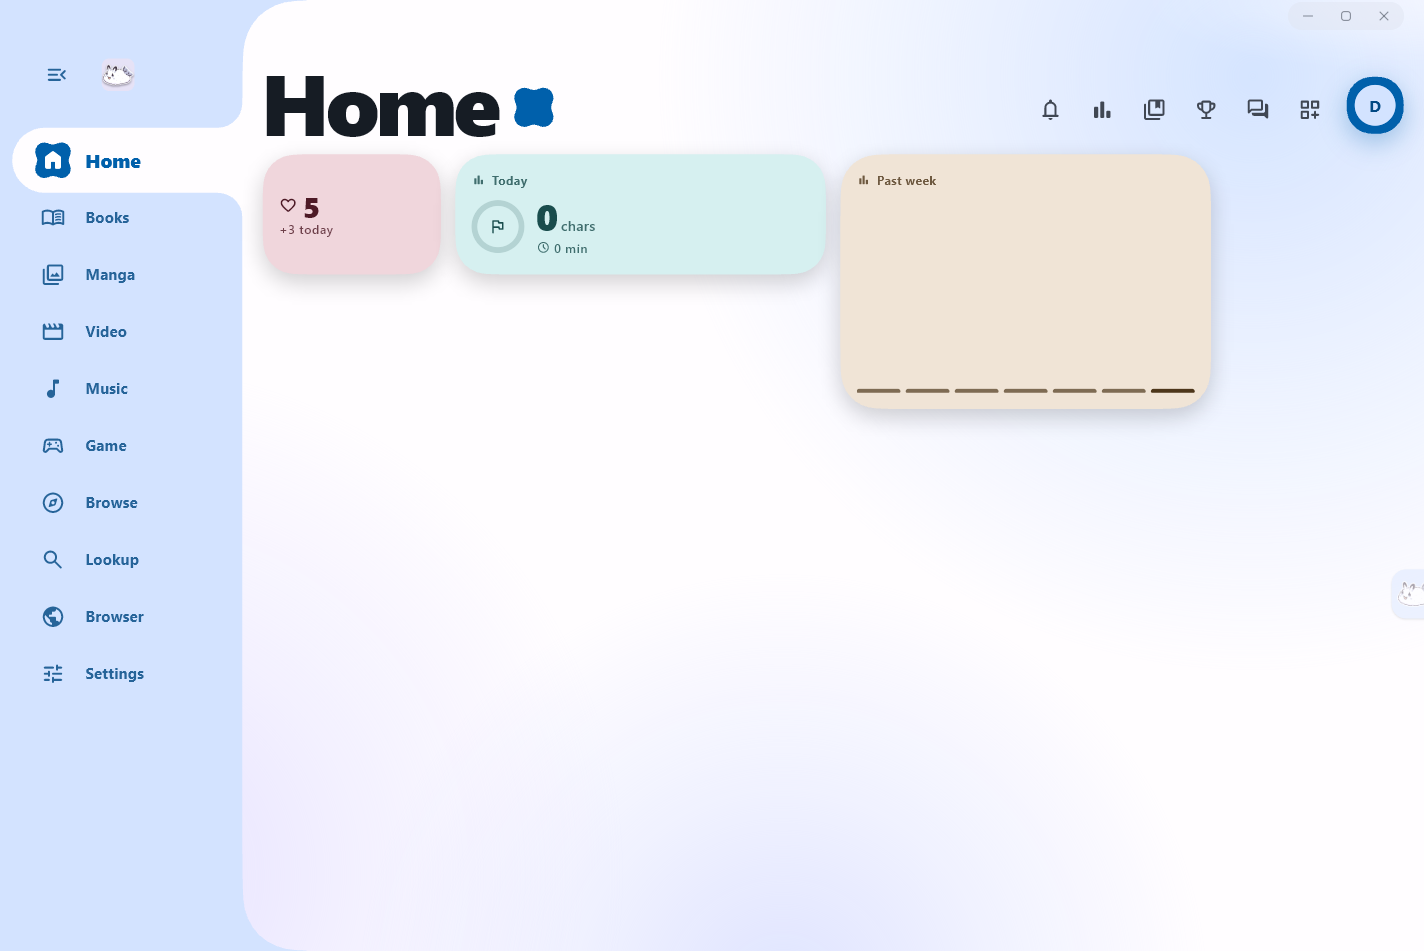 Home
Books
Manga
Video
Music
Game
Browse
Lookup
Browser
Settings
Home
D
5
+3 today
Today
0 chars
0 min
Past week